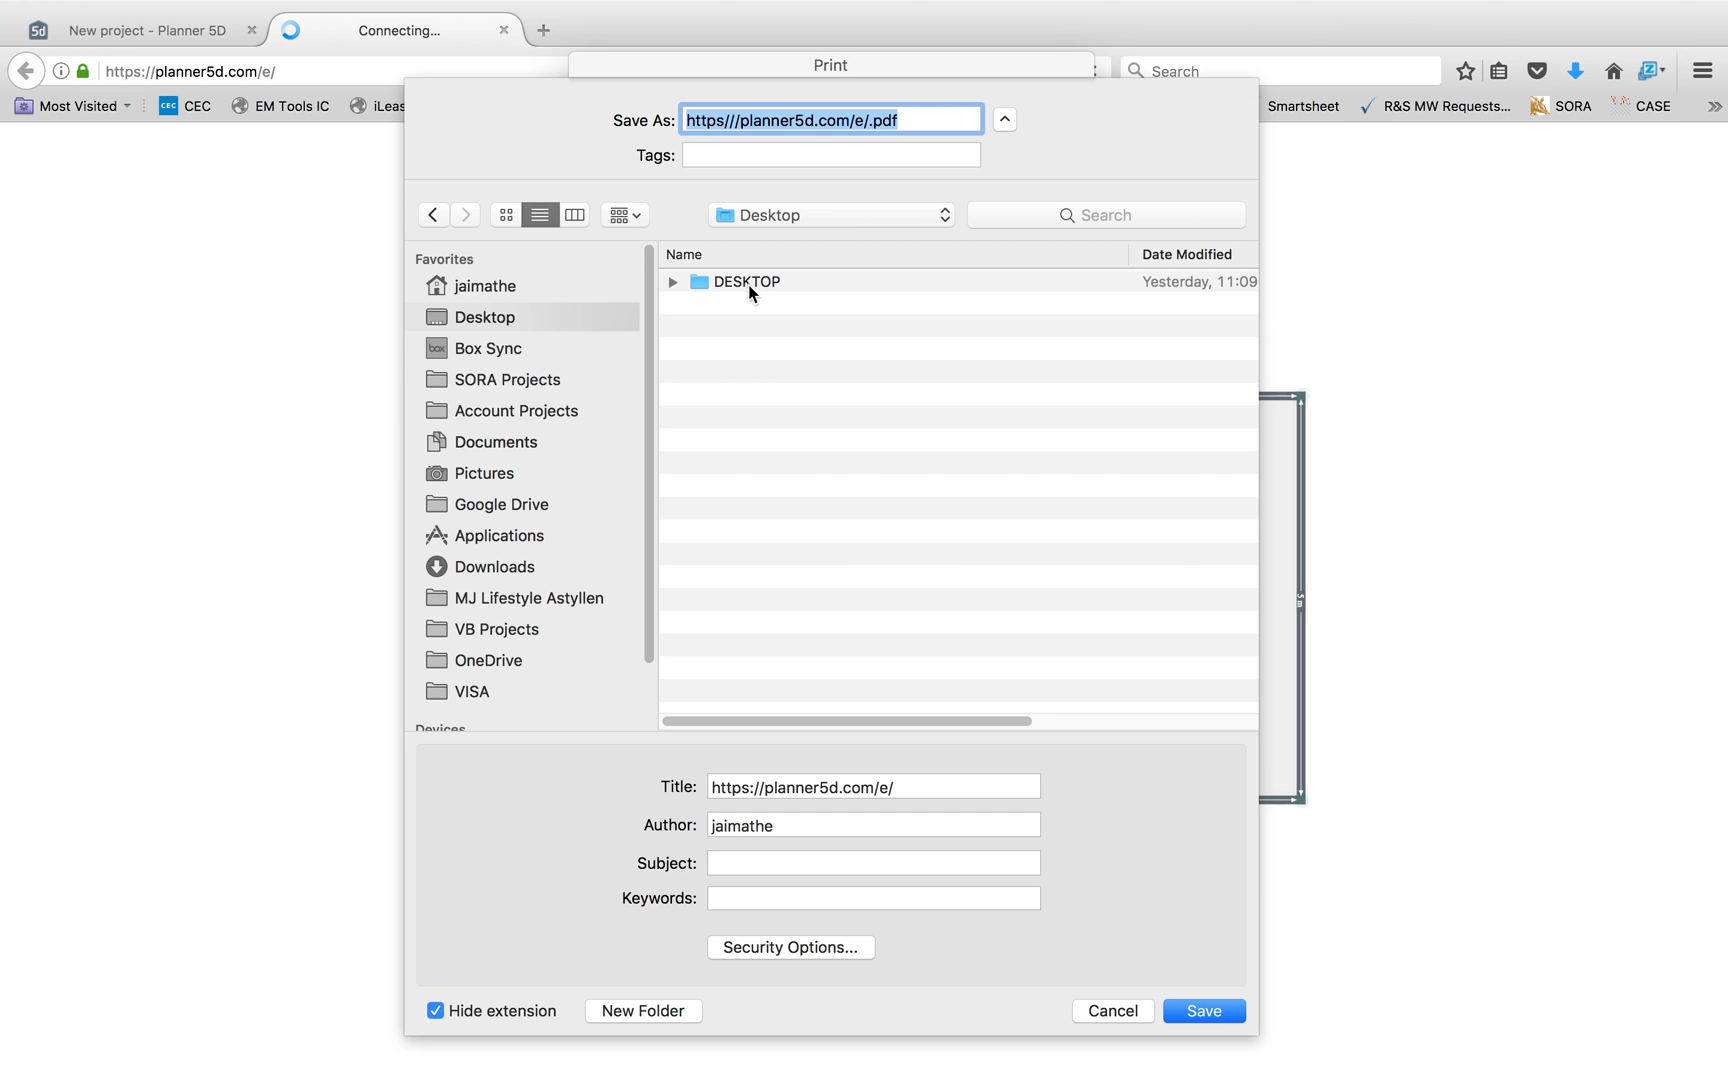 5d New project - Planner 5D
Connecting...
https://planner5d.com/e/
Print
Search
Most Visited
CEC CEC
EM Tools IC
iLeas
Smartsheet
R&S MW Requests...
SORA
CASE
Save As: https///planner5d.com/e/.pdf
Tags:
Desktop
Search
Favorites
Name
Date Modified
jaimathe
DESKTOP
Yesterday, 11:09
Desktop
box Box Sync
SORA Projects
Account Projects
Documents
Pictures
Google Drive
Applications
Downloads
MJ Lifestyle Astyllen
VB Projects
OneDrive
VISA
Devices
5 m
Title: https://planner5d.com/e/
Author: jaimathe
Subject:
Keywords:
Security Options...
Hide extension
New Folder
Cancel
Save